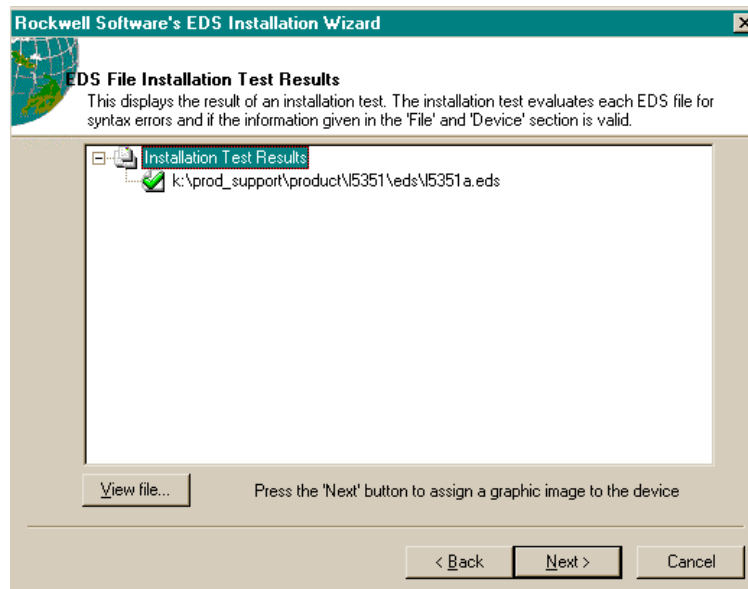 Rockwell Software's EDS Installation Wizard
EDS File Installation Test Results
This displays the result of an installation test. The installation test evaluates each EDS file for
syntax errors and if the information given in the 'File' and 'Device' section is valid.
Installation Test Results
k:\prod_support\product\I5351\eds\I5351a.eds
View file...
Press the 'Next' button to assign a graphic image to the device
< Back
Next >
Cancel